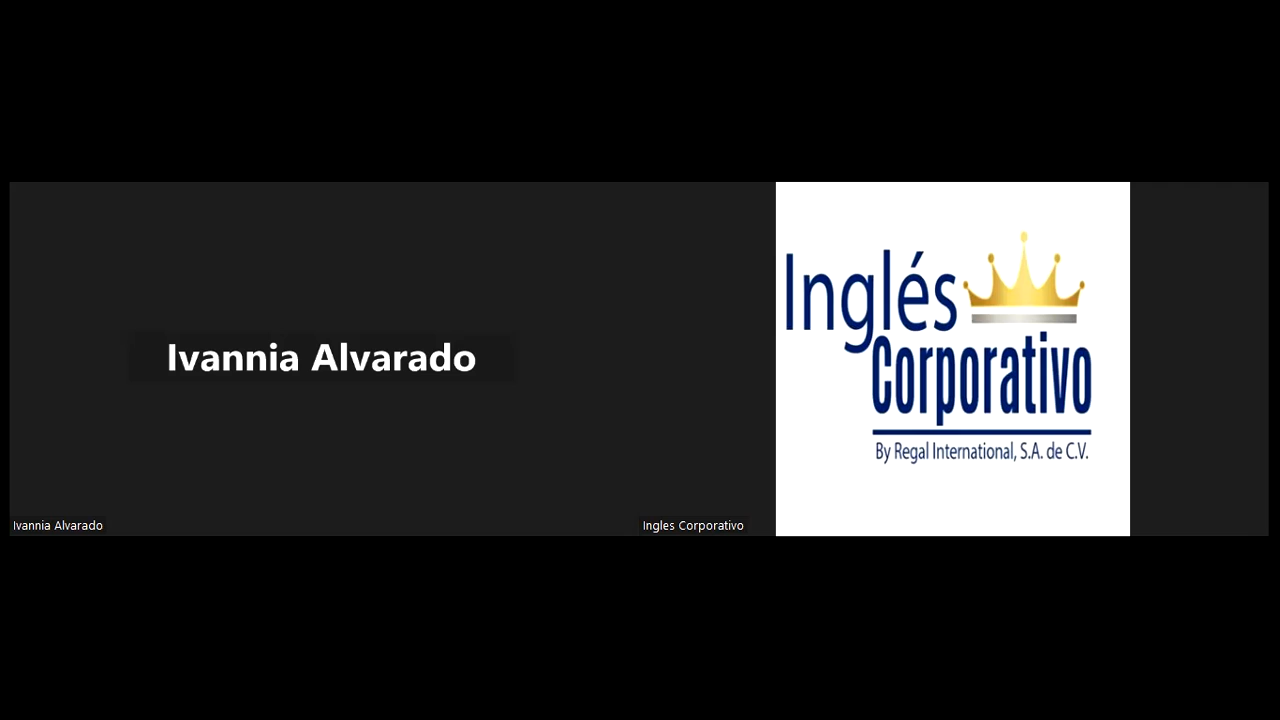 Ivannia Alvarado
Ivannia Alvarado
Inglés
Corporativo
By Regal International, S.A. de C.V.
Ingles Corporativo